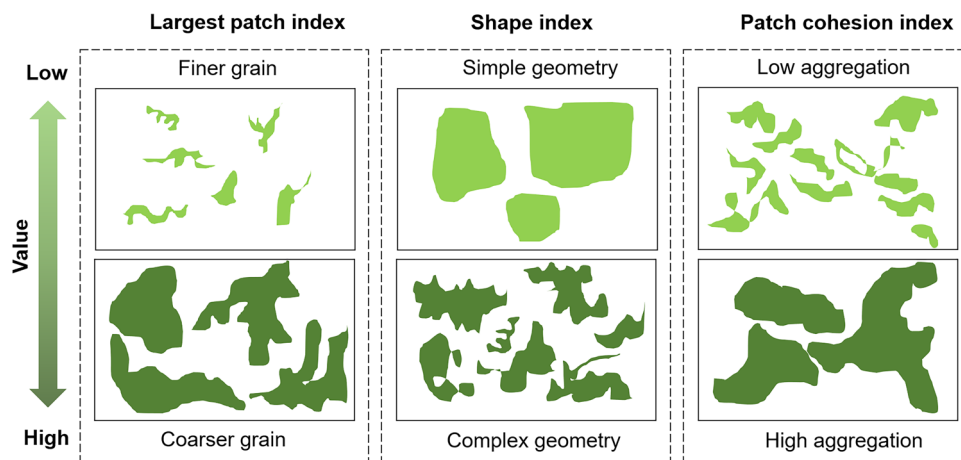 Largest patch index
Shape index
Patch cohesion index
Low
Finer grain
Simple geometry
Low aggregation
Value
High
Coarser grain
Complex geometry
High aggregation